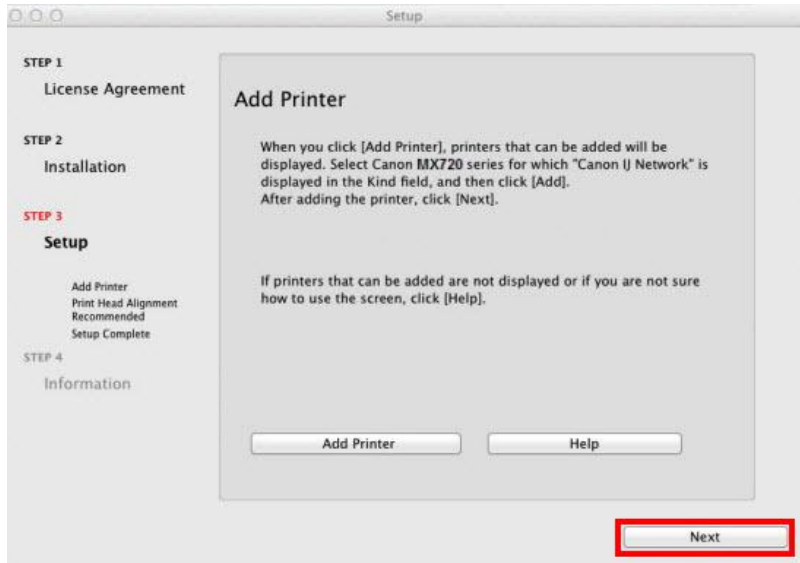 Setup
STEP 1
License Agreement
STEP 2
Installation
STEP 3
Setup
Add Printer
Print Head Alignment
Recommended
Setup Complete
STEP 4
Information
Add Printer
When you click [Add Printer], printers that can be added will be
displayed. Select Canon MX720 series for which "Canon IJ Network" is
displayed in the Kind field, and then click [Add].
After adding the printer, click [Next].
If printers that can be added are not displayed or if you are not sure
how to use the screen, click [Help].
Add Printer
Help
Next